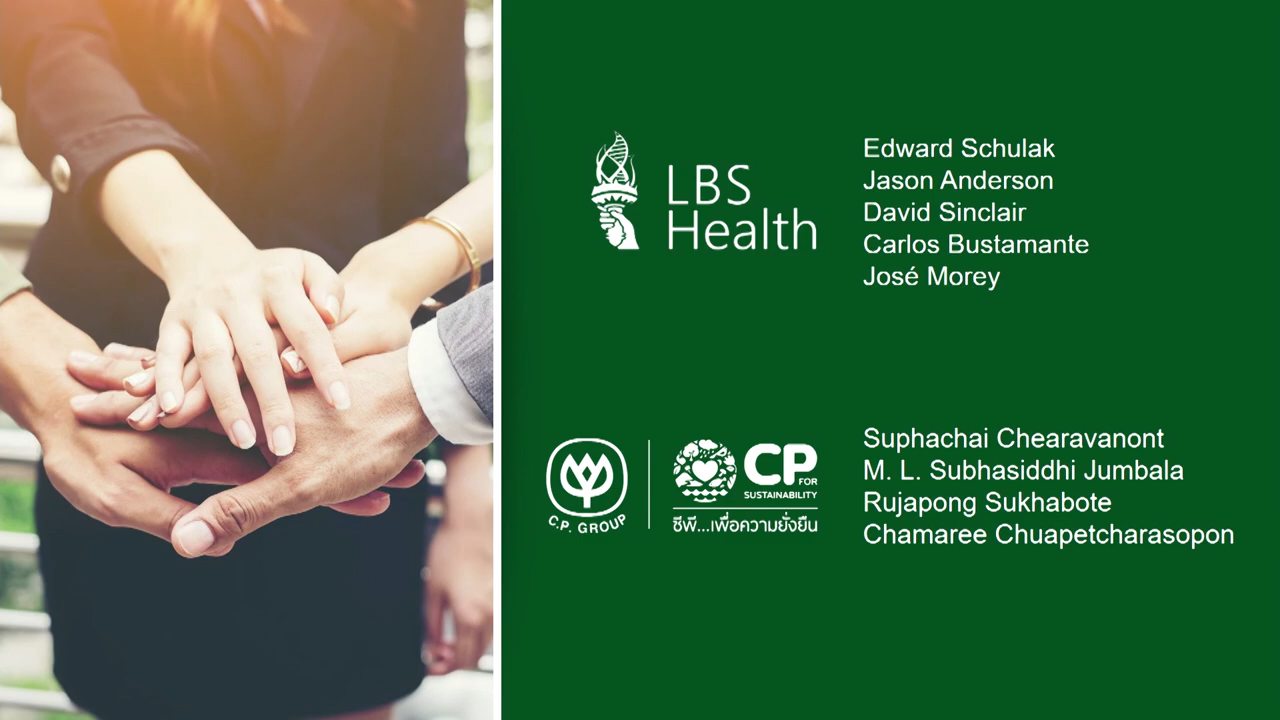 LBS
Health
Edward Schulak
Jason Anderson
David Sinclair
Carlos Bustamante
José Morey
C.P. GROUP
CP
FOR
SUSTAINABILITY
ซีพี...เพื่อความยั่งยืน
Suphachai Chearavanont
M. L. Subhasiddhi Jumbala
Rujapong Sukhabote
Chamaree Chuapetcharasopon